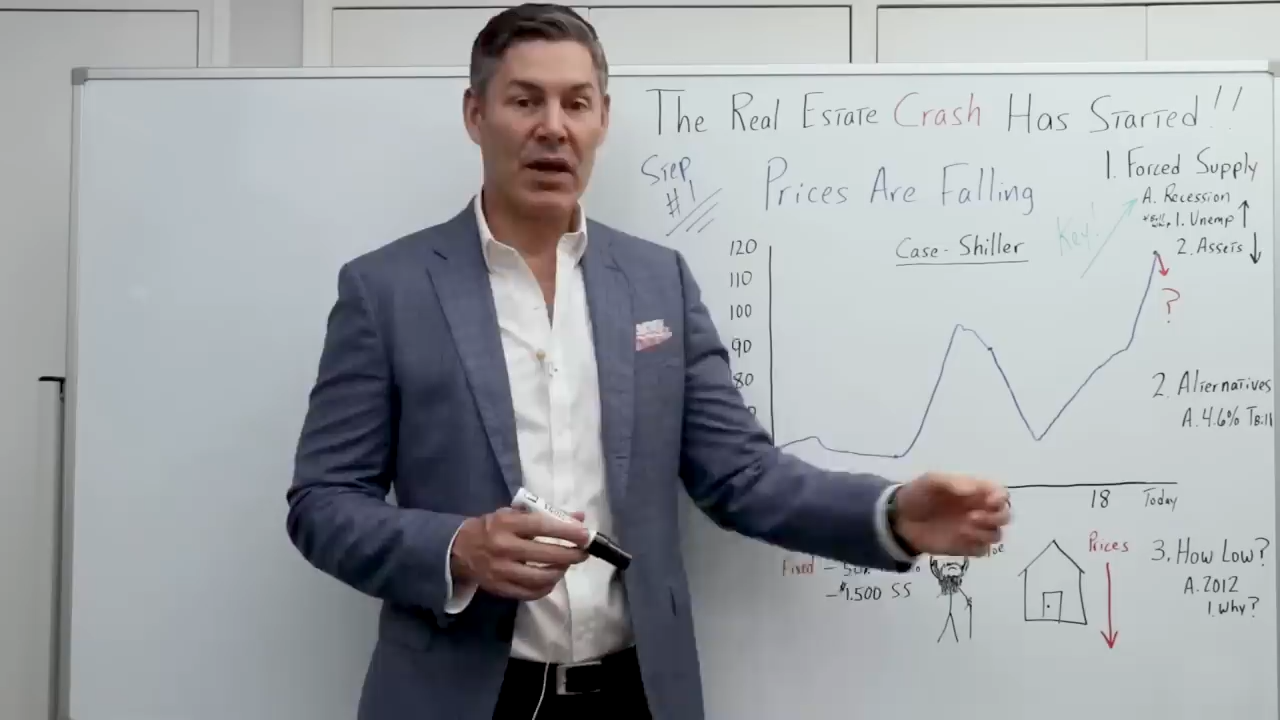 The Real Estate Crash Has Started!!
Step
#1
Prices Are Falling
1. Forced Supply
A. Recession
1. Unemp ↑
2. Assets ↓
Key!
Case-Shiller
120
110
100
90
80
?
2. Alternatives
A. 4.6% TBill
18 Today
Fixed
- $1.500 SS
Prices
3. How Low?
A. 2012
1. Why?